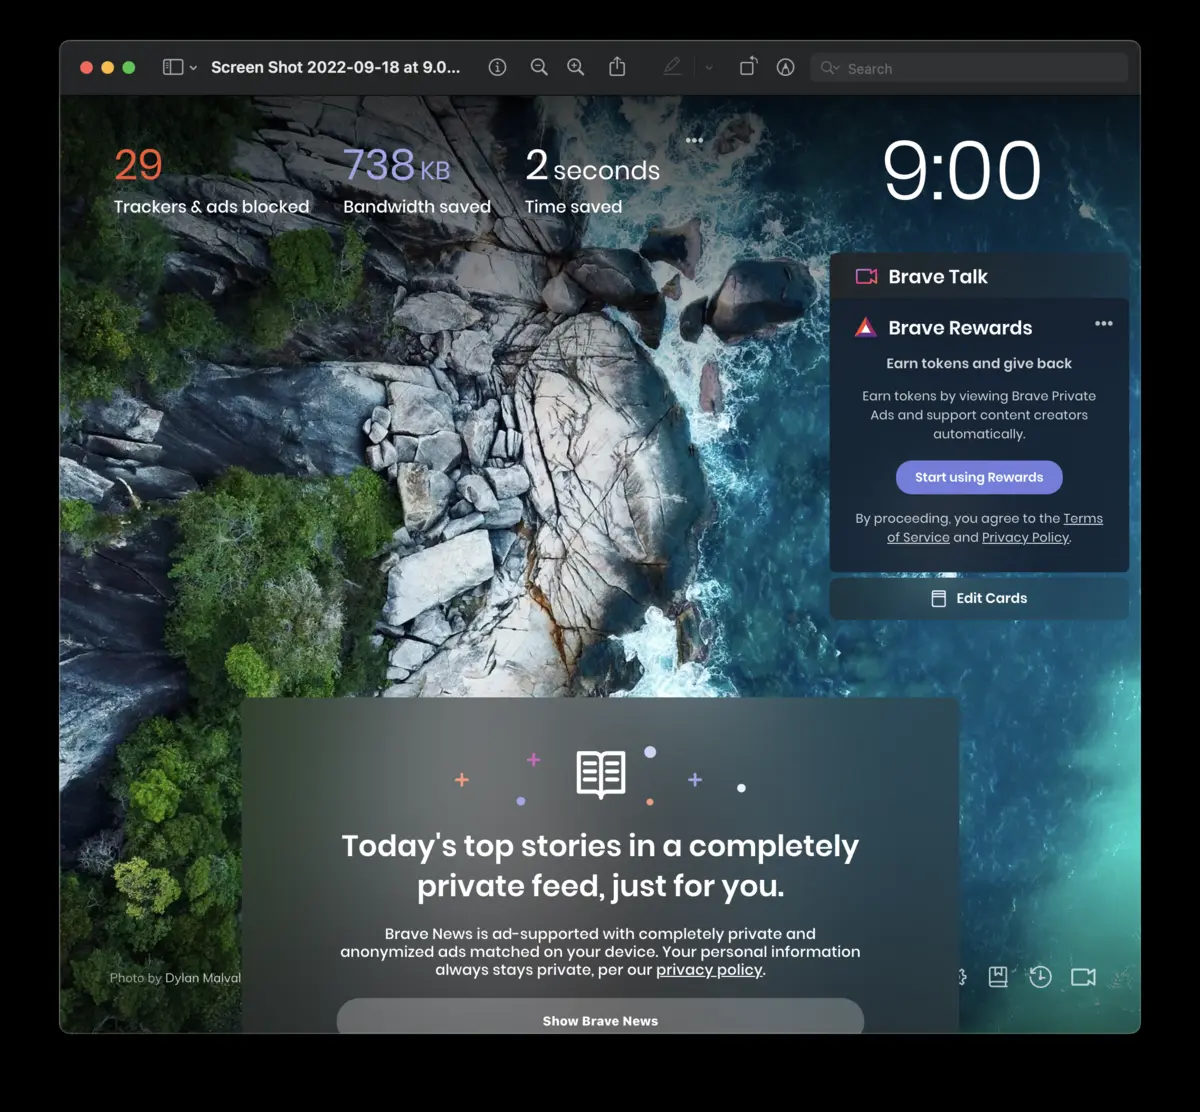 Screen Shot 2022-09-18 at 9.0...
Search
29
Trackers & ads blocked
738 KB
Bandwidth saved
2 seconds
Time saved
9:00
Brave Talk
Brave Rewards
Earn tokens and give back
Earn tokens by viewing Brave Private
Ads and support content creators
automatically.
Start using Rewards
By proceeding, you agree to the Terms
of Service and Privacy Policy.
Edit Cards
Today's top stories in a completely
private feed, just for you.
Brave News is ad-supported with completely private and
anonymized ads matched on your device. Your personal information
always stays private, per our privacy policy.
Photo by Dylan Malval
Show Brave News